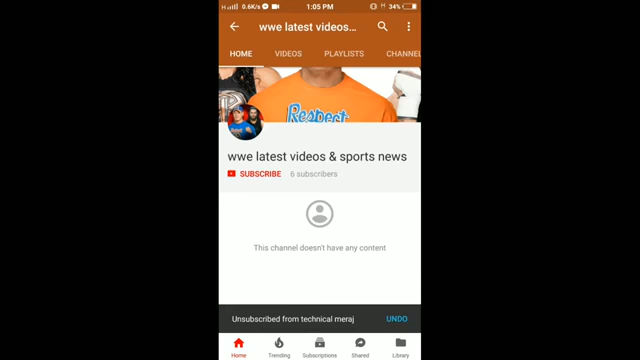 H 0.6K/s H 34%
1:05 PM
wwe latest videos...
HOME VIDEOS PLAYLISTS CHANNEL
Respect
wwe latest videos & sports news
SUBSCRIBE 6 subscribers
This channel doesn't have any content
Unsubscribed from technical meraj UNDO
Home Trending Subscriptions Shared Library